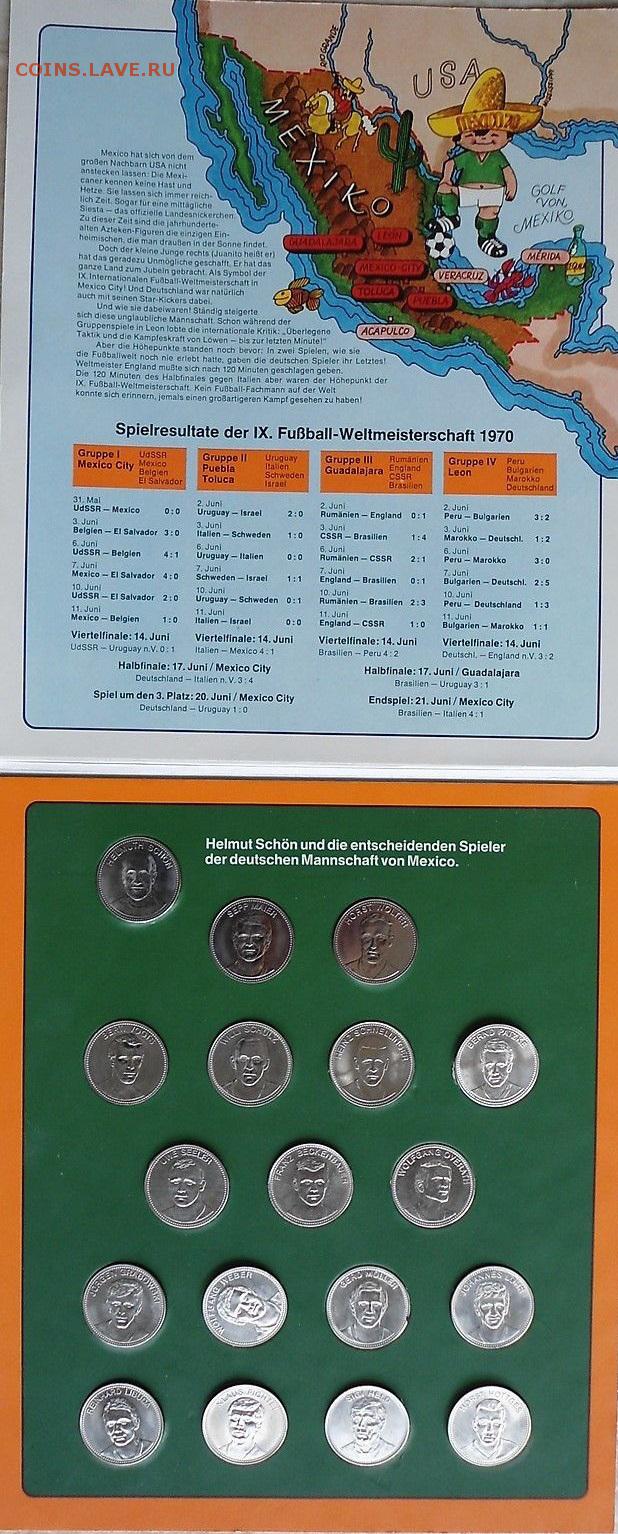 COINS.LAVE.RU
RIO GRANDE
USA
MEXIKO
MEXICO 70
GOLF
VON
MEXIKO
GUADALAJARA
LEON
MEXICO-CITY
TOLUCA
PUEBLA
VERACRUZ
MÉRIDA
ACAPULCO
Mexico hat sich von dem
großen Nachbarn USA nicht
anstecken lassen: Die Mexi-
caner kennen keine Hast und
Hetze. Sie lassen sich immer reich-
lich Zeit. Sogar für eine mittägliche
Siesta – das offizielle Landesnickerchen.
Zu dieser Zeit sind die jahrhunderte-
alten Azteken-Figuren die einzigen Ein-
heimischen, die man draußen in der Sonne findet.
Doch der kleine Junge rechts (Juanito heißt er)
hat das geradezu Unmögliche geschafft. Er hat das
ganze Land zum Jubeln gebracht. Als Symbol der
IX. Internationalen Fußball-Weltmeisterschaft in
Mexico City! Und Deutschland war natürlich
auch mit seinen Star-Kickers dabei.
Und wie sie dabeiwaren! Ständig steigerte
sich diese unglaubliche Mannschaft. Schon während der
Gruppenspiele in Leon lobte die internationale Kritik: „Überlegene
Taktik und die Kampfeskraft von Löwen – bis zur letzten Minute!"
Aber die Höhepunkte standen noch bevor: In zwei Spielen, wie sie
die Fußballwelt noch nie erlebt hatte, gaben die deutschen Spieler ihr Letztes!
Weltmeister England mußte sich nach 120 Minuten geschlagen geben.
Die 120 Minuten des Halbfinales gegen Italien aber waren der Höhepunkt der
IX. Fußball-Weltmeisterschaft. Kein Fußball-Fachmann auf der Welt
konnte sich erinnern, jemals einen großartigeren Kampf gesehen zu haben!
Spielresultate der IX. Fußball-Weltmeisterschaft 1970
Gruppe I
Mexico City
UdSSR
Mexico
Belgien
El Salvador
31. Mai
UdSSR – Mexico 0 : 0
3. Juni
Belgien – El Salvador 3 : 0
6. Juni
UdSSR – Belgien 4 : 1
7. Juni
Mexico – El Salvador 4 : 0
10. Juni
UdSSR – El Salvador 2 : 0
11. Juni
Mexico – Belgien 1 : 0
Viertelfinale: 14. Juni
UdSSR – Uruguay n.V. 0 : 1
Gruppe II
Puebla
Toluca
Uruguay
Italien
Schweden
Israel
2. Juni
Uruguay – Israel 2 : 0
3. Juni
Italien – Schweden 1 : 0
6. Juni
Uruguay – Italien 0 : 0
7. Juni
Schweden – Israel 1 : 1
10. Juni
Uruguay – Schweden 0 : 1
11. Juni
Italien – Israel 0 : 0
Viertelfinale: 14. Juni
Italien – Mexico 4 : 1
Gruppe III
Guadalajara
Rumänien
England
CSSR
Brasilien
2. Juni
Rumänien – England 0 : 1
3. Juni
CSSR – Brasilien 1 : 4
6. Juni
Rumänien – CSSR 2 : 1
7. Juni
England – Brasilien 0 : 1
10. Juni
Rumänien – Brasilien 2 : 3
11. Juni
England – CSSR 1 : 0
Viertelfinale: 14. Juni
Brasilien – Peru 4 : 2
Gruppe IV
Leon
Peru
Bulgarien
Marokko
Deutschland
2. Juni
Peru – Bulgarien 3 : 2
3. Juni
Marokko – Deutschl. 1 : 2
6. Juni
Peru – Marokko 3 : 0
7. Juni
Bulgarien – Deutschl. 2 : 5
10. Juni
Peru – Deutschland 1 : 3
11. Juni
Bulgarien – Marokko 1 : 1
Viertelfinale: 14. Juni
Deutschl. – England n.V. 3 : 2
Halbfinale: 17. Juni / Mexico City
Deutschland – Italien n.V. 3 : 4
Halbfinale: 17. Juni / Guadalajara
Brasilien – Uruguay 3 : 1
Spiel um den 3. Platz: 20. Juni / Mexico City
Deutschland – Uruguay 1 : 0
Endspiel: 21. Juni / Mexico City
Brasilien – Italien 4 : 1
Helmut Schön und die entscheidenden Spieler
der deutschen Mannschaft von Mexico.
HELMUTH SCHÖN
SEPP MAIER
HORST WOLTER
BERTI VOGTS
WILLI SCHULZ
HEINZ SCHNELLINGER
BERND PATZKE
UWE SEELER
FRANZ BECKENBAUER
WOLFGANG OVERATH
JÜRGEN GRABOWSKI
WOLFGANG WEBER
GERD MÜLLER
JOHANNES LÖHR
REINHARD LIBUDA
KLAUS FICHTEL
SIGI HELD
HÖTTGES